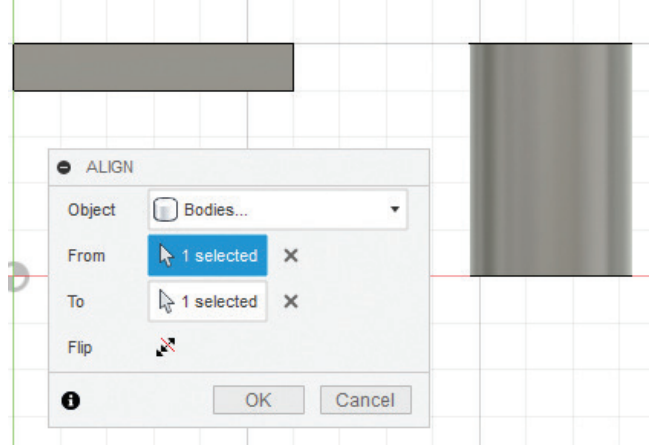 ALIGN
Object Bodies...
From 1 selected
To 1 selected
Flip
OK Cancel